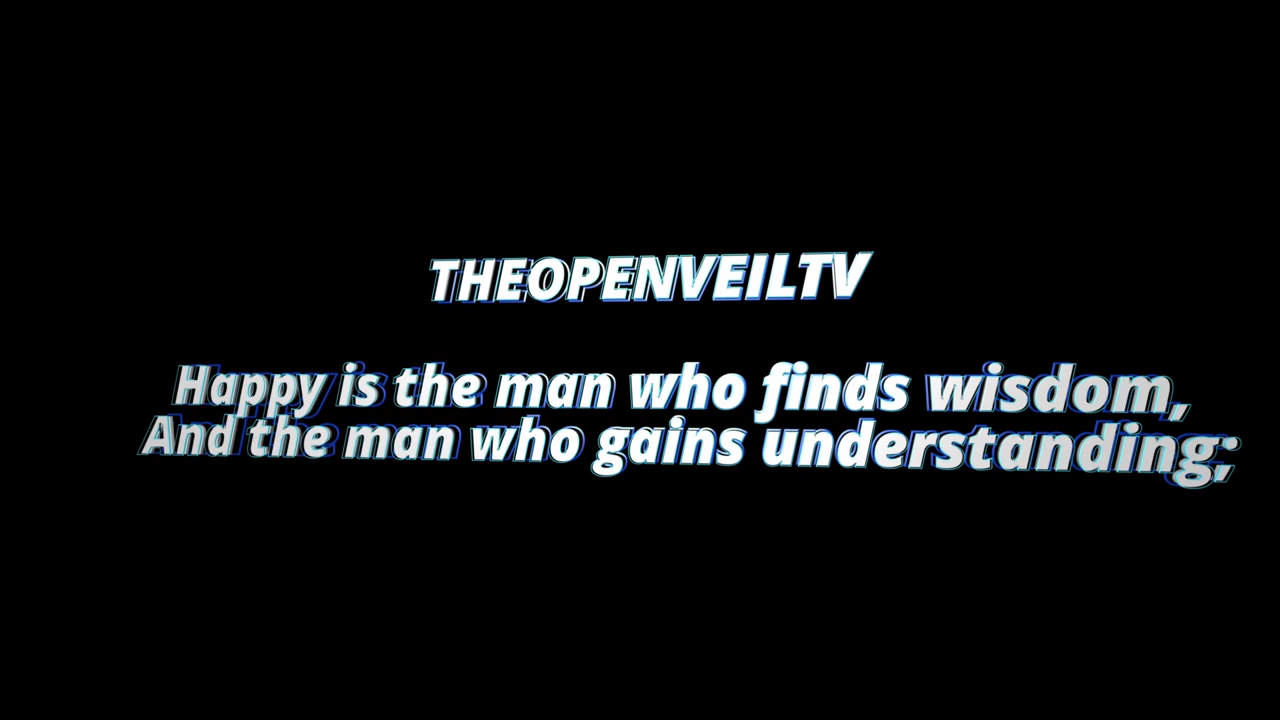 THEOPENVEILTV
Happy is the man who finds wisdom,
And the man who gains understanding;